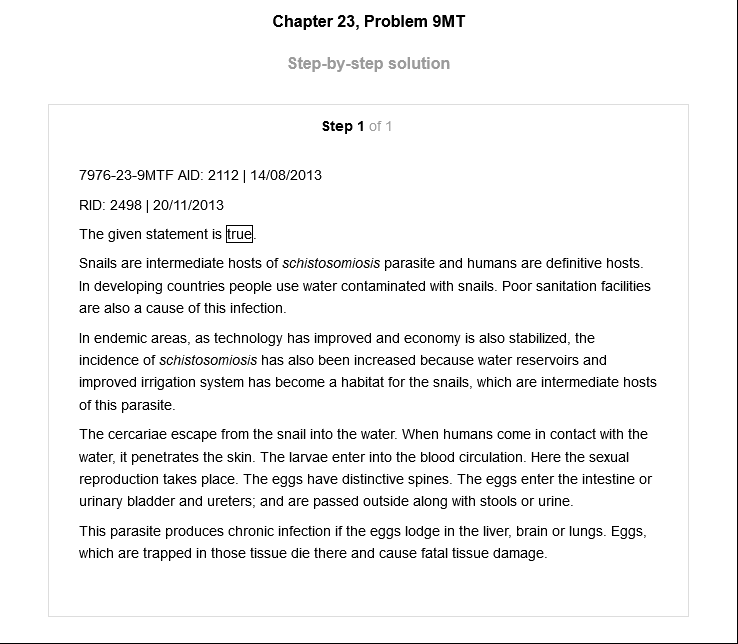 Chapter 23, Problem 9MT
Step-by-step solution
Step 1 of 1
7976-23-9MTF AID: 2112 | 14/08/2013
RID: 2498 | 20/11/2013
The given statement is true.
Snails are intermediate hosts of schistosomiosis parasite and humans are definitive hosts.
In developing countries people use water contaminated with snails. Poor sanitation facilities
are also a cause of this infection.
In endemic areas, as technology has improved and economy is also stabilized, the
incidence of schistosomiosis has also been increased because water reservoirs and
improved irrigation system has become a habitat for the snails, which are intermediate hosts
of this parasite.
The cercariae escape from the snail into the water. When humans come in contact with the
water, it penetrates the skin. The larvae enter into the blood circulation. Here the sexual
reproduction takes place. The eggs have distinctive spines. The eggs enter the intestine or
urinary bladder and ureters; and are passed outside along with stools or urine.
This parasite produces chronic infection if the eggs lodge in the liver, brain or lungs. Eggs,
which are trapped in those tissue die there and cause fatal tissue damage.